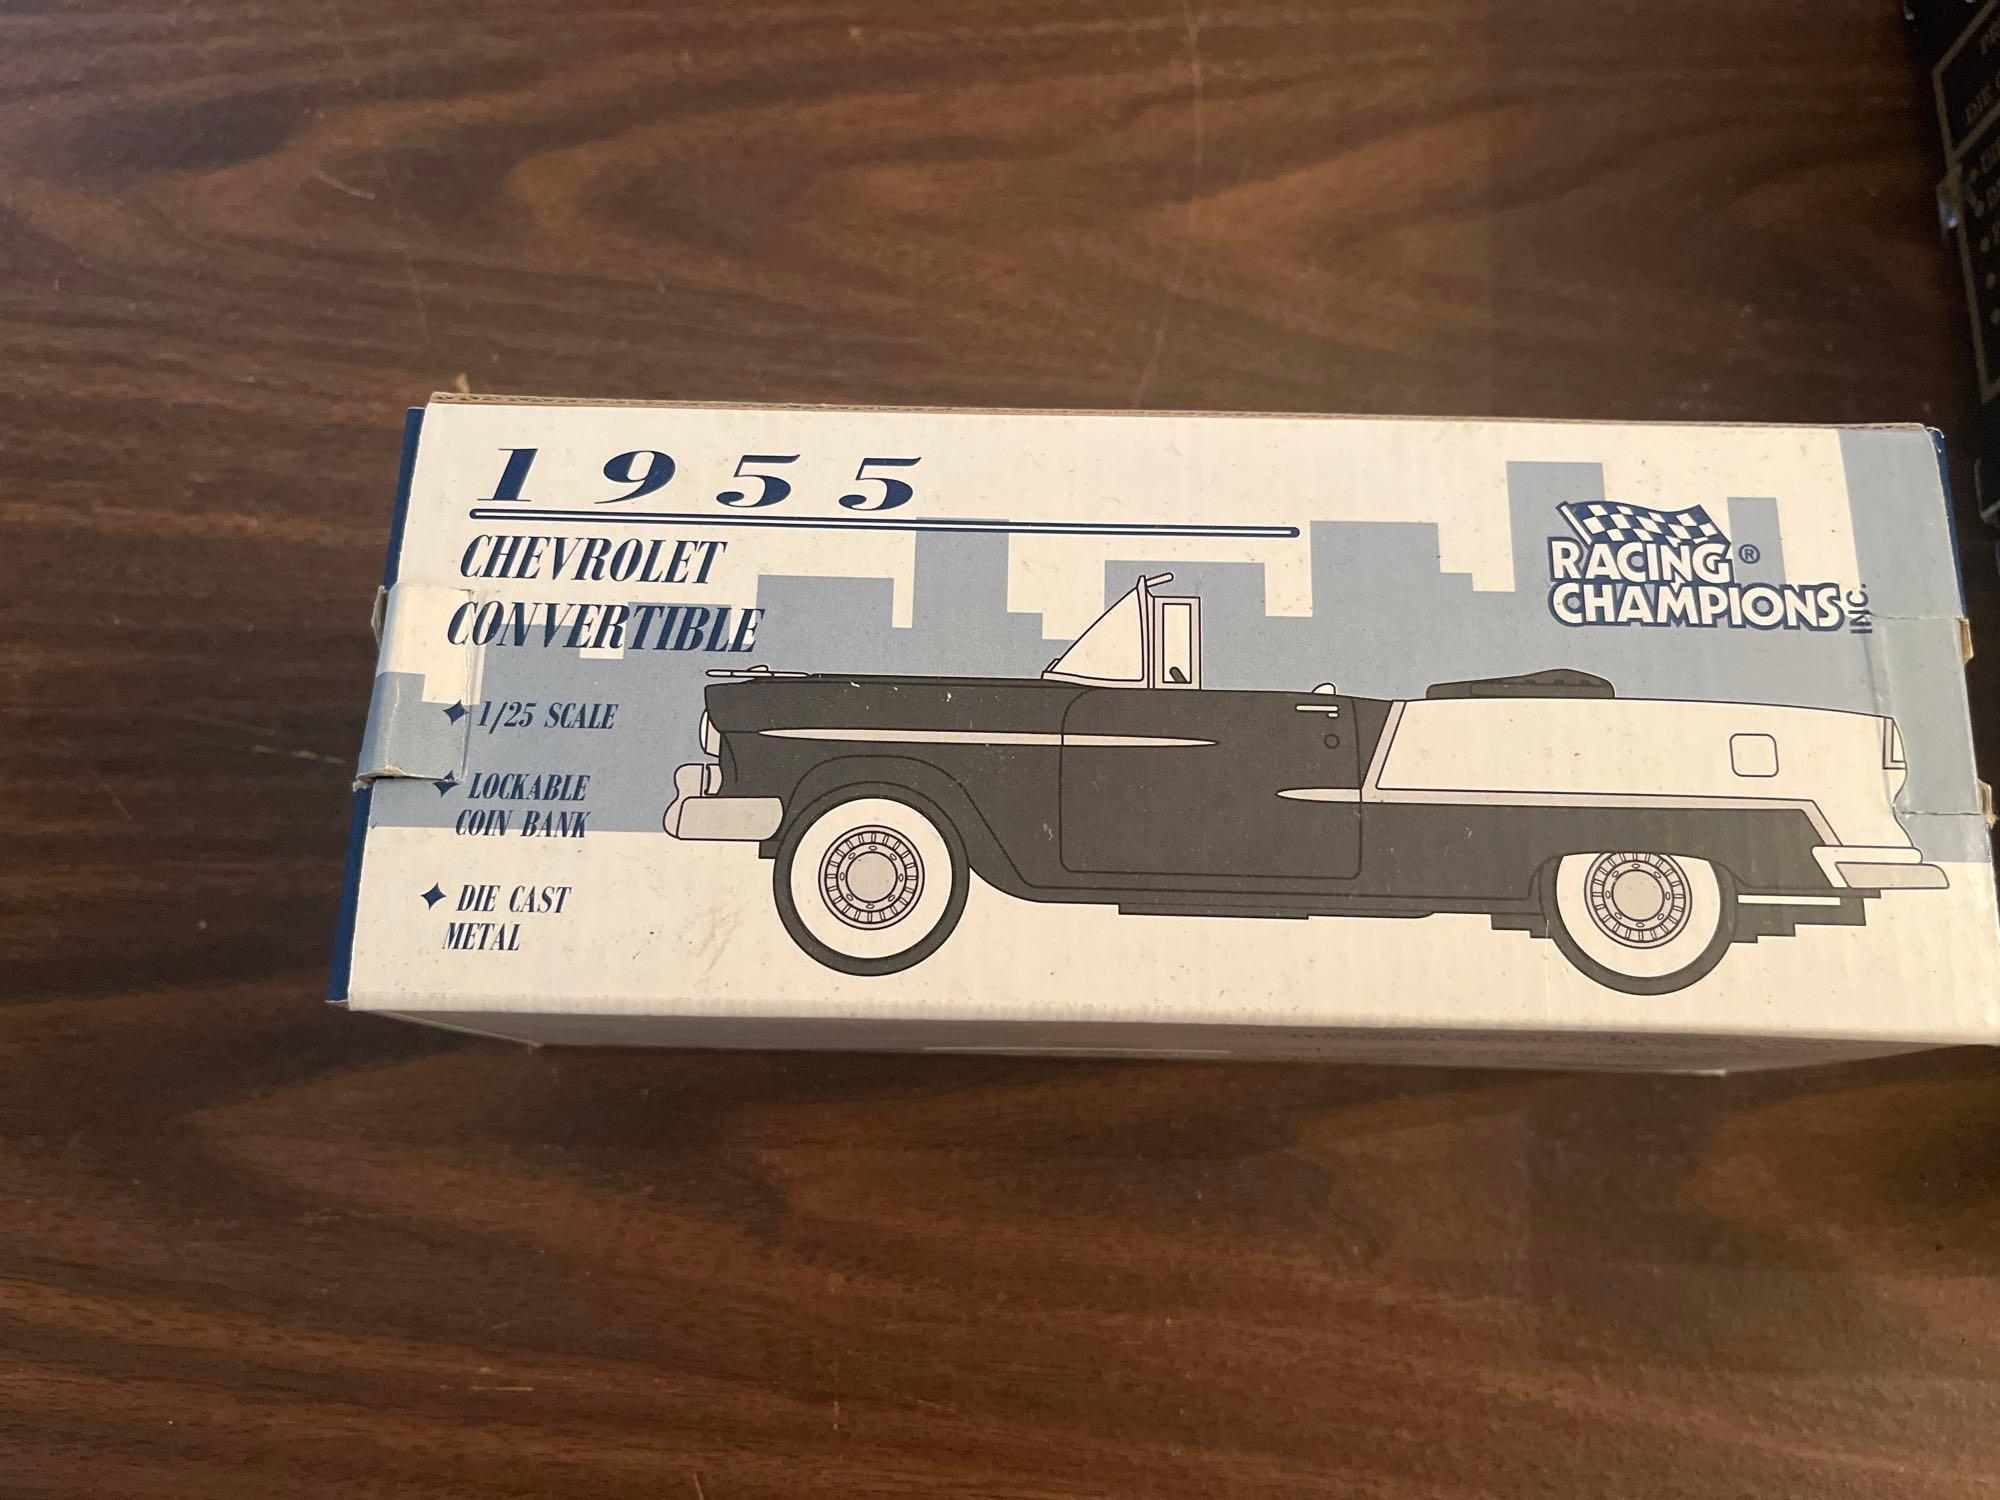 1955
CHEVROLET
CONVERTIBLE
1/25 SCALE
LOCKABLE
COIN BANK
DIE CAST
METAL
RACING ®
CHAMPIONS INC.